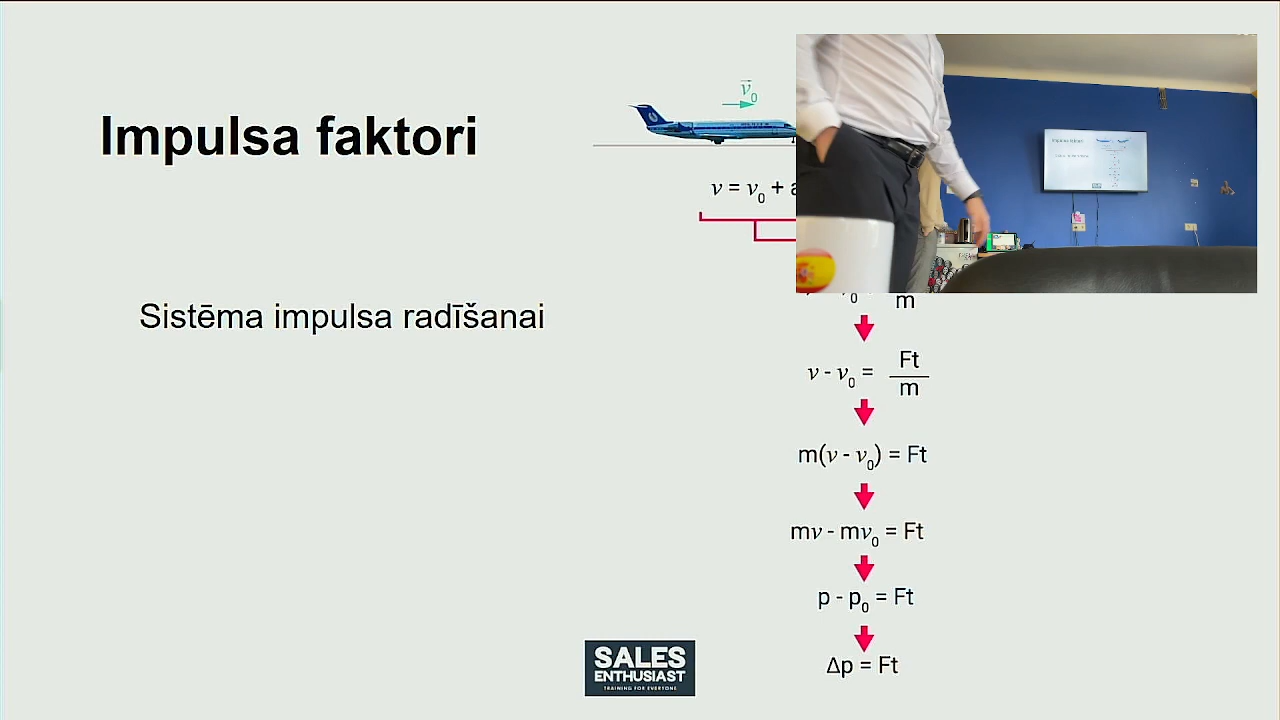 Impulsa faktori
v₀
v = v₀ +
Sistēma impulsa radīšanai
m
v - v₀ = Ft
m
m(v - v₀) = Ft
mv - mv₀ = Ft
p - p₀ = Ft
Δp = Ft
SALES
ENTHUSIAST
TRAINING FOR EVERYONE